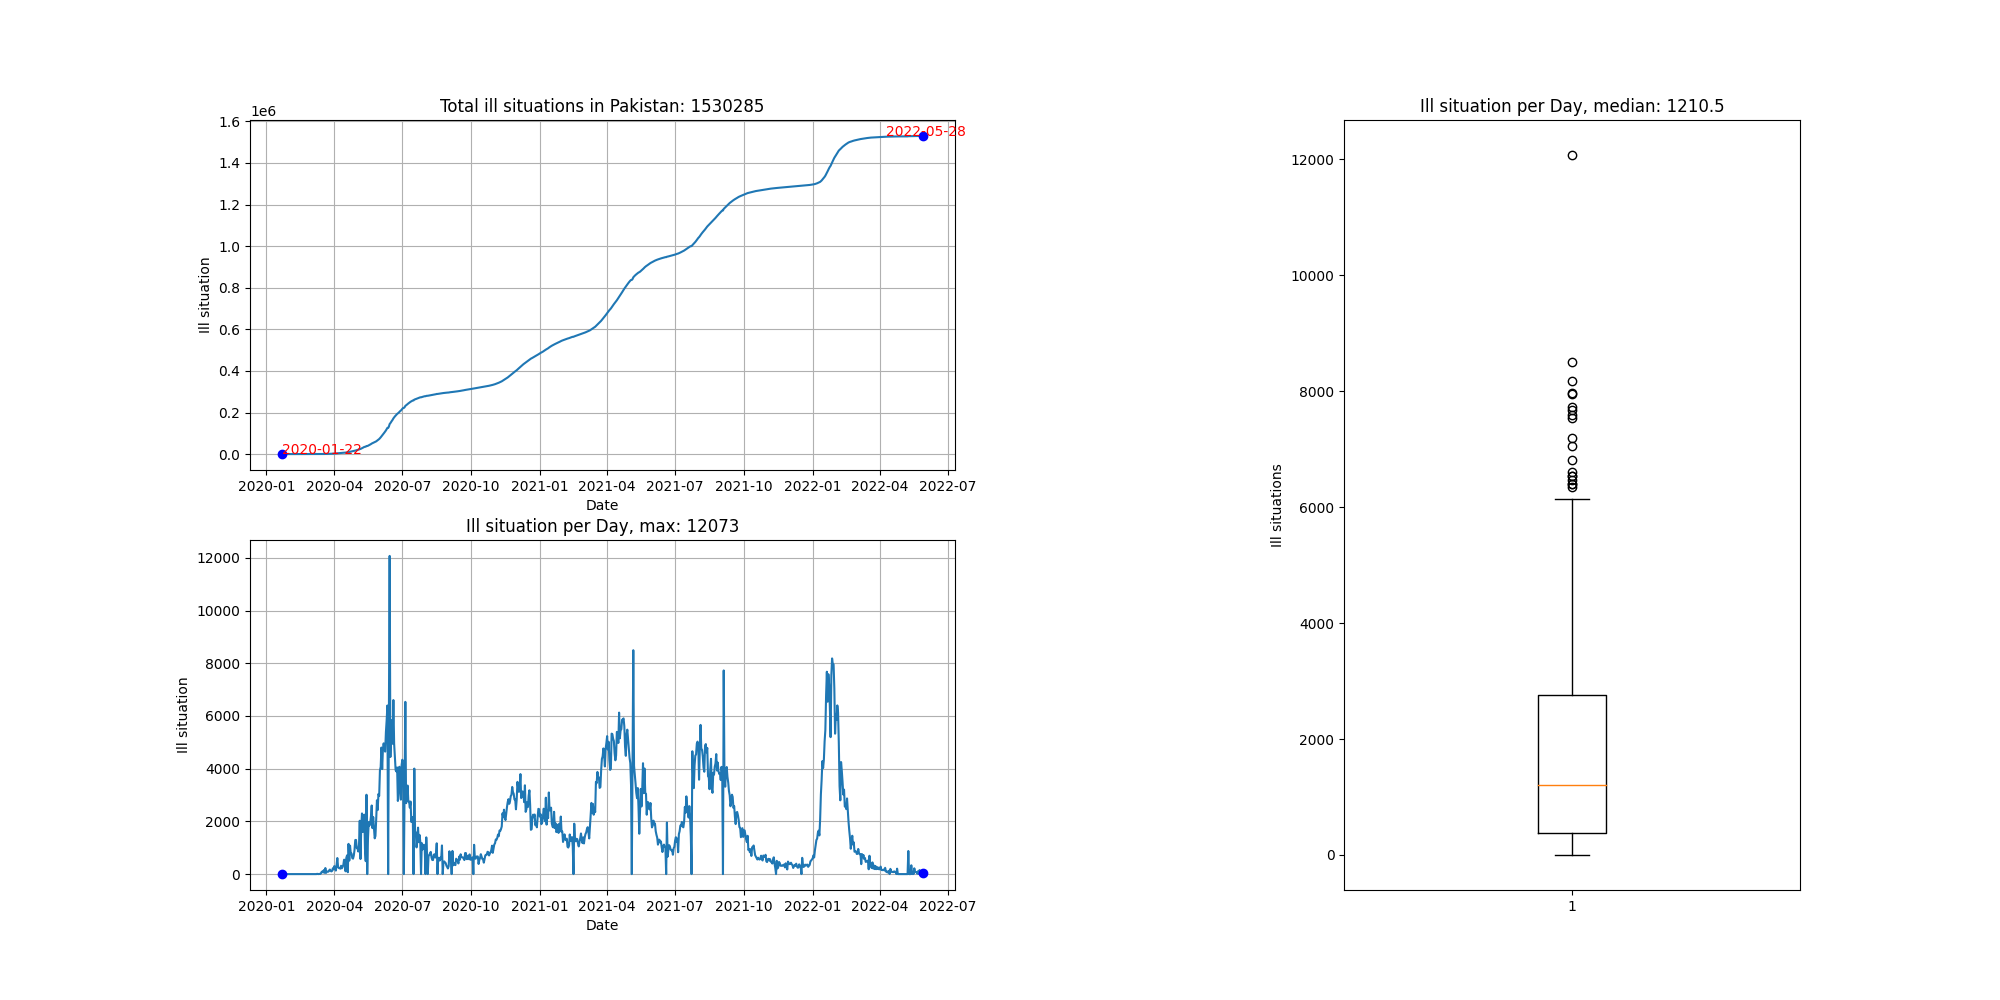 Total ill situations in Pakistan: 1530285
1e6
1.6
1.4
1.2
1.0
0.8
0.6
0.4
0.2
0.0
Ill situation
2022-05-28
2020-01-22
2020-01 2020-04 2020-07 2020-10 2021-01 2021-04 2021-07 2021-10 2022-01 2022-04 2022-07
Date
Ill situation per Day, max: 12073
12000
10000
8000
6000
4000
2000
0
Ill situation
2020-01 2020-04 2020-07 2020-10 2021-01 2021-04 2021-07 2021-10 2022-01 2022-04 2022-07
Date
Ill situation per Day, median: 1210.5
12000
10000
8000
6000
4000
2000
0
Ill situations
1